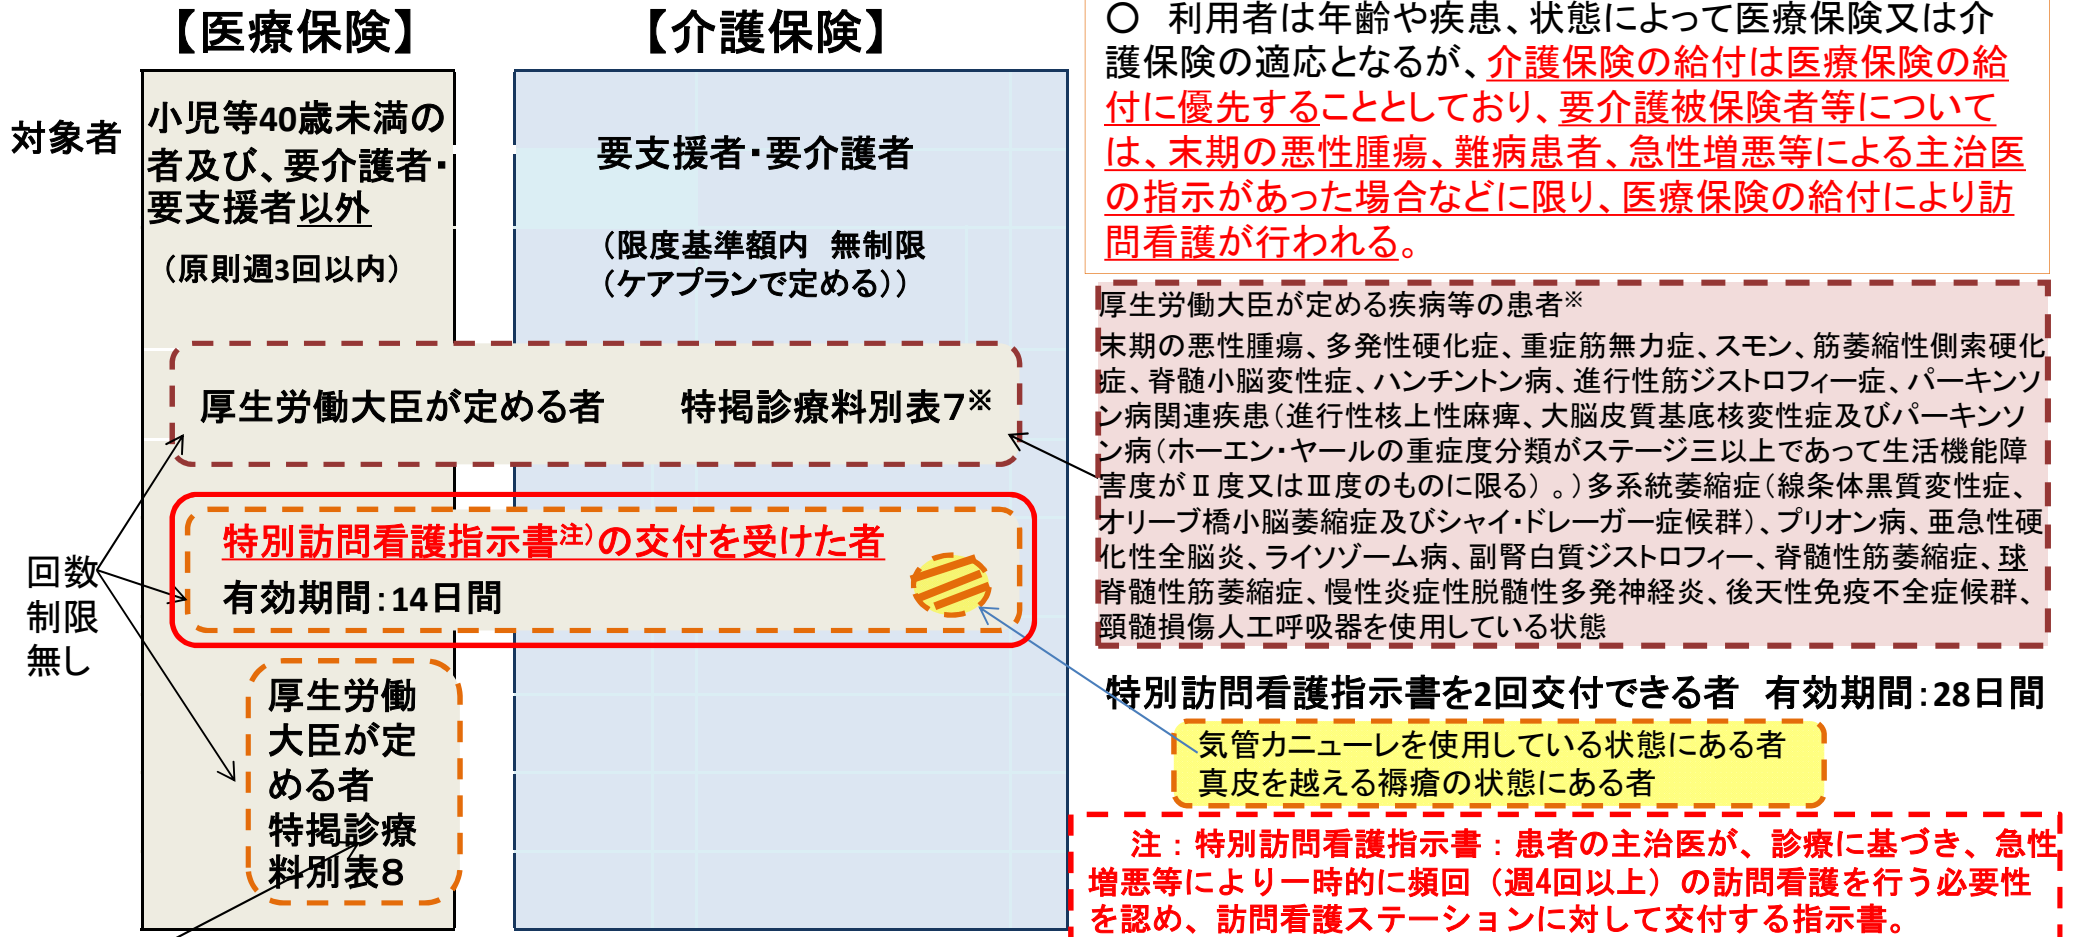 【医療保険】
【介護保険】
対象者
小児等40歳未満の
者及び、要介護者・
要支援者以外
（原則週3回以内）
要支援者・要介護者
（限度基準額内　無制限
（ケアプランで定める））
厚生労働大臣が定める者　　特掲診療料別表7※
特別訪問看護指示書注）の交付を受けた者
有効期間：14日間
回数
制限
無し
厚生労働
大臣が定
める者
特掲診療
料別表８
○　利用者は年齢や疾患、状態によって医療保険又は介
護保険の適応となるが、介護保険の給付は医療保険の給
付に優先することとしており、要介護被保険者等について
は、末期の悪性腫瘍、難病患者、急性増悪等による主治医
の指示があった場合などに限り、医療保険の給付により訪
問看護が行われる。
厚生労働大臣が定める疾病等の患者※
末期の悪性腫瘍、多発性硬化症、重症筋無力症、スモン、筋萎縮性側索硬化
症、脊髄小脳変性症、ハンチントン病、進行性筋ジストロフィー症、パーキンソ
ン病関連疾患（進行性核上性麻痺、大脳皮質基底核変性症及びパーキンソ
ン病（ホーエン・ヤールの重症度分類がステージ三以上であって生活機能障
害度がⅡ度又はⅢ度のものに限る）。）多系統萎縮症（線条体黒質変性症、
オリーブ橋小脳萎縮症及びシャイ・ドレーガー症候群）、プリオン病、亜急性硬
化性全脳炎、ライソゾーム病、副腎白質ジストロフィー、脊髄性筋萎縮症、球
脊髄性筋萎縮症、慢性炎症性脱髄性多発神経炎、後天性免疫不全症候群、
頸髄損傷人工呼吸器を使用している状態
特別訪問看護指示書を2回交付できる者　有効期間：28日間
気管カニューレを使用している状態にある者
真皮を越える褥瘡の状態にある者
注：特別訪問看護指示書：患者の主治医が、診療に基づき、急性
増悪等により一時的に頻回（週4回以上）の訪問看護を行う必要性
を認め、訪問看護ステーションに対して交付する指示書。